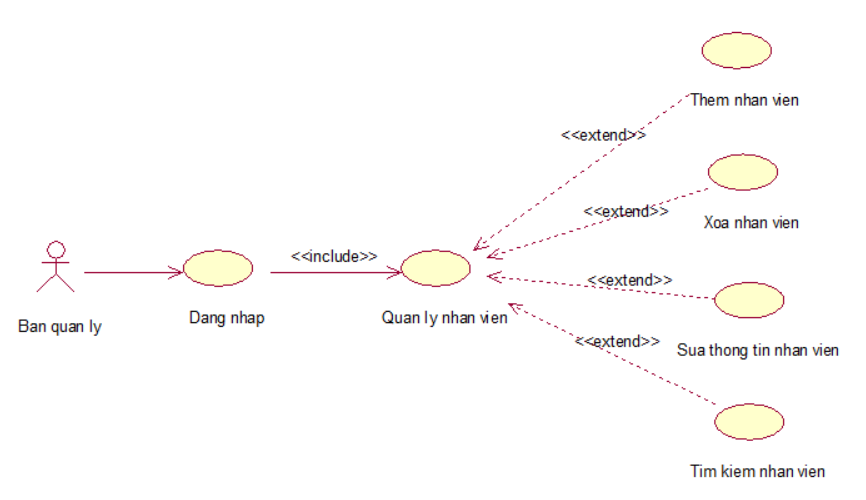 Them nhan vien
<<extend>>
Xoa nhan vien
<<extend>>
<<include>>
<<extend>>
Ban quan ly
Dang nhap
Quan ly nhan vien
<<extend>>
Sua thong tin nhan vien
Tim kiem nhan vien